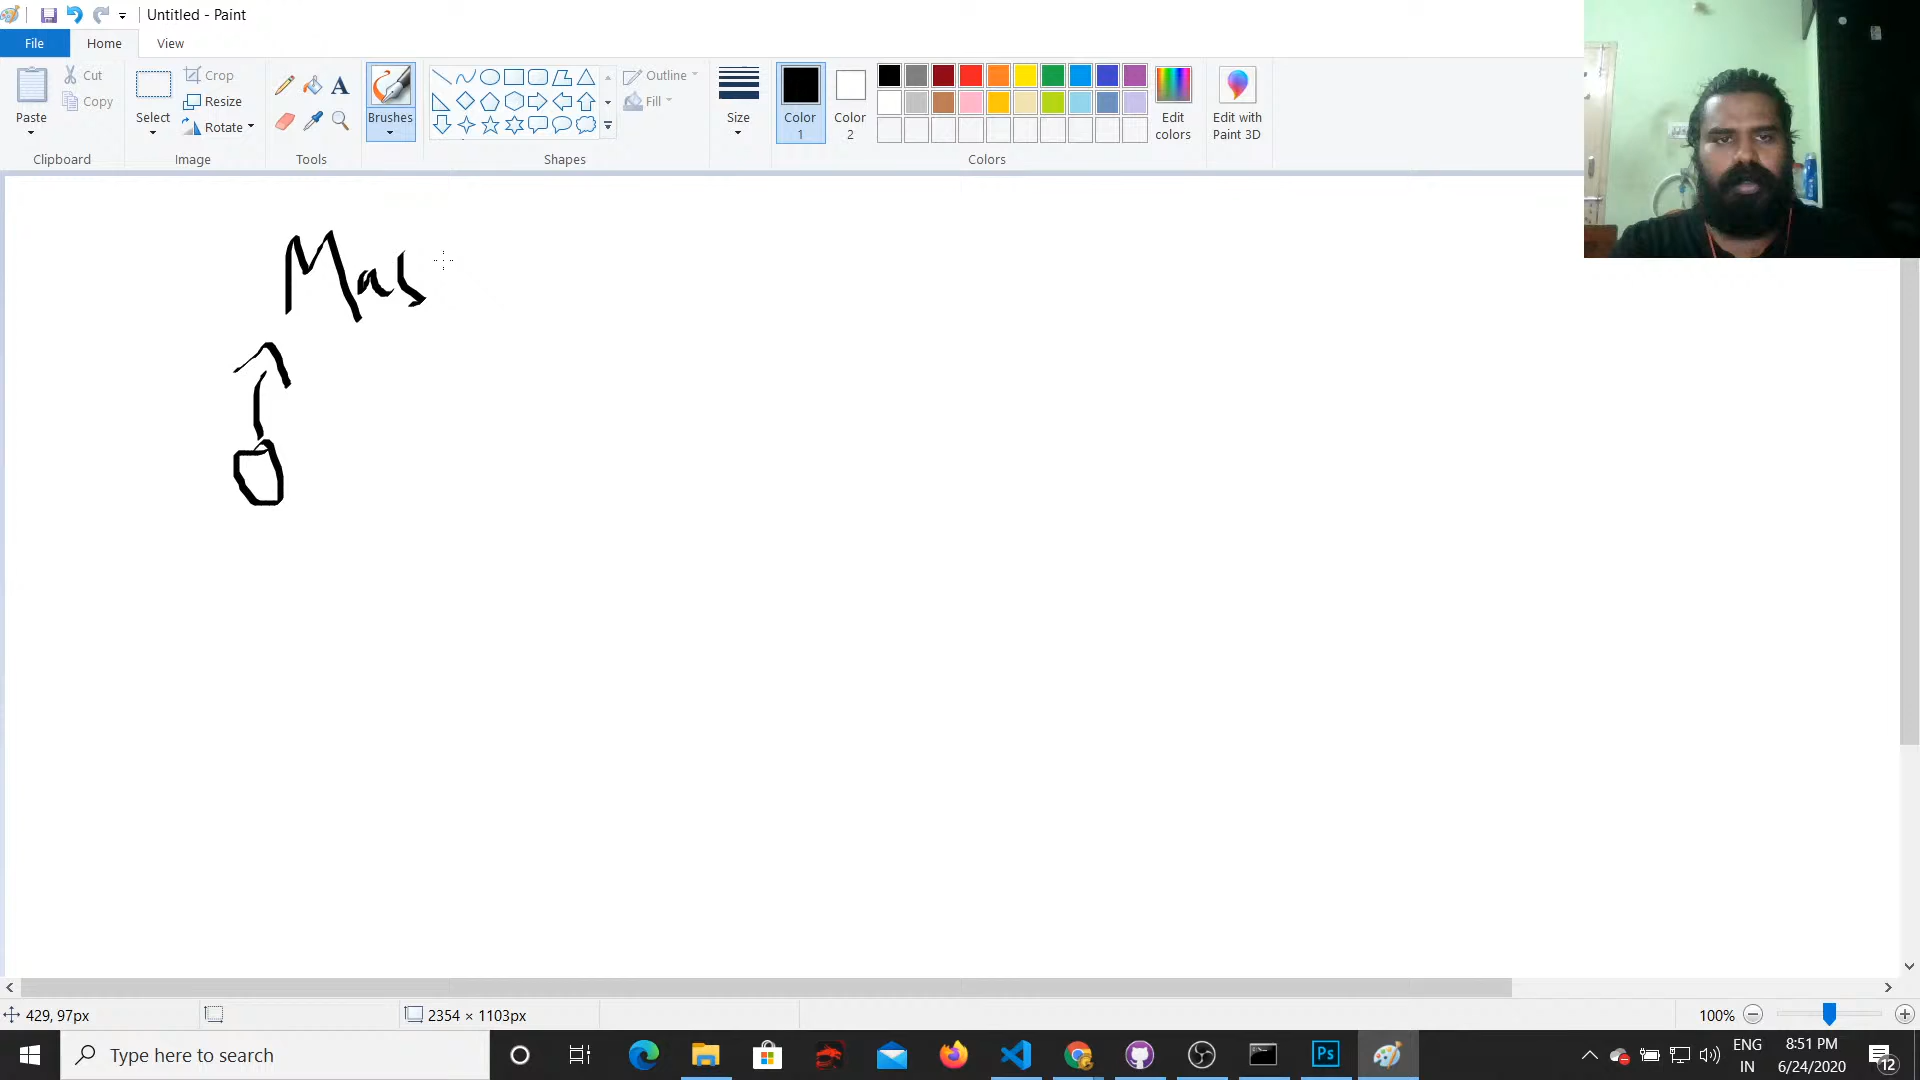 Untitled - Paint
File Home View
Paste
Cut
Copy
Clipboard
Select
Crop
Resize
Rotate
Image
Tools
Brushes
Outline
Fill
Shapes
Size
Color 1
Color 2
Edit colors
Colors
Edit with Paint 3D
Mas
429, 97px
2354 × 1103px
100%
Type here to search
Ps
ENG
IN
8:51 PM
6/24/2020
12